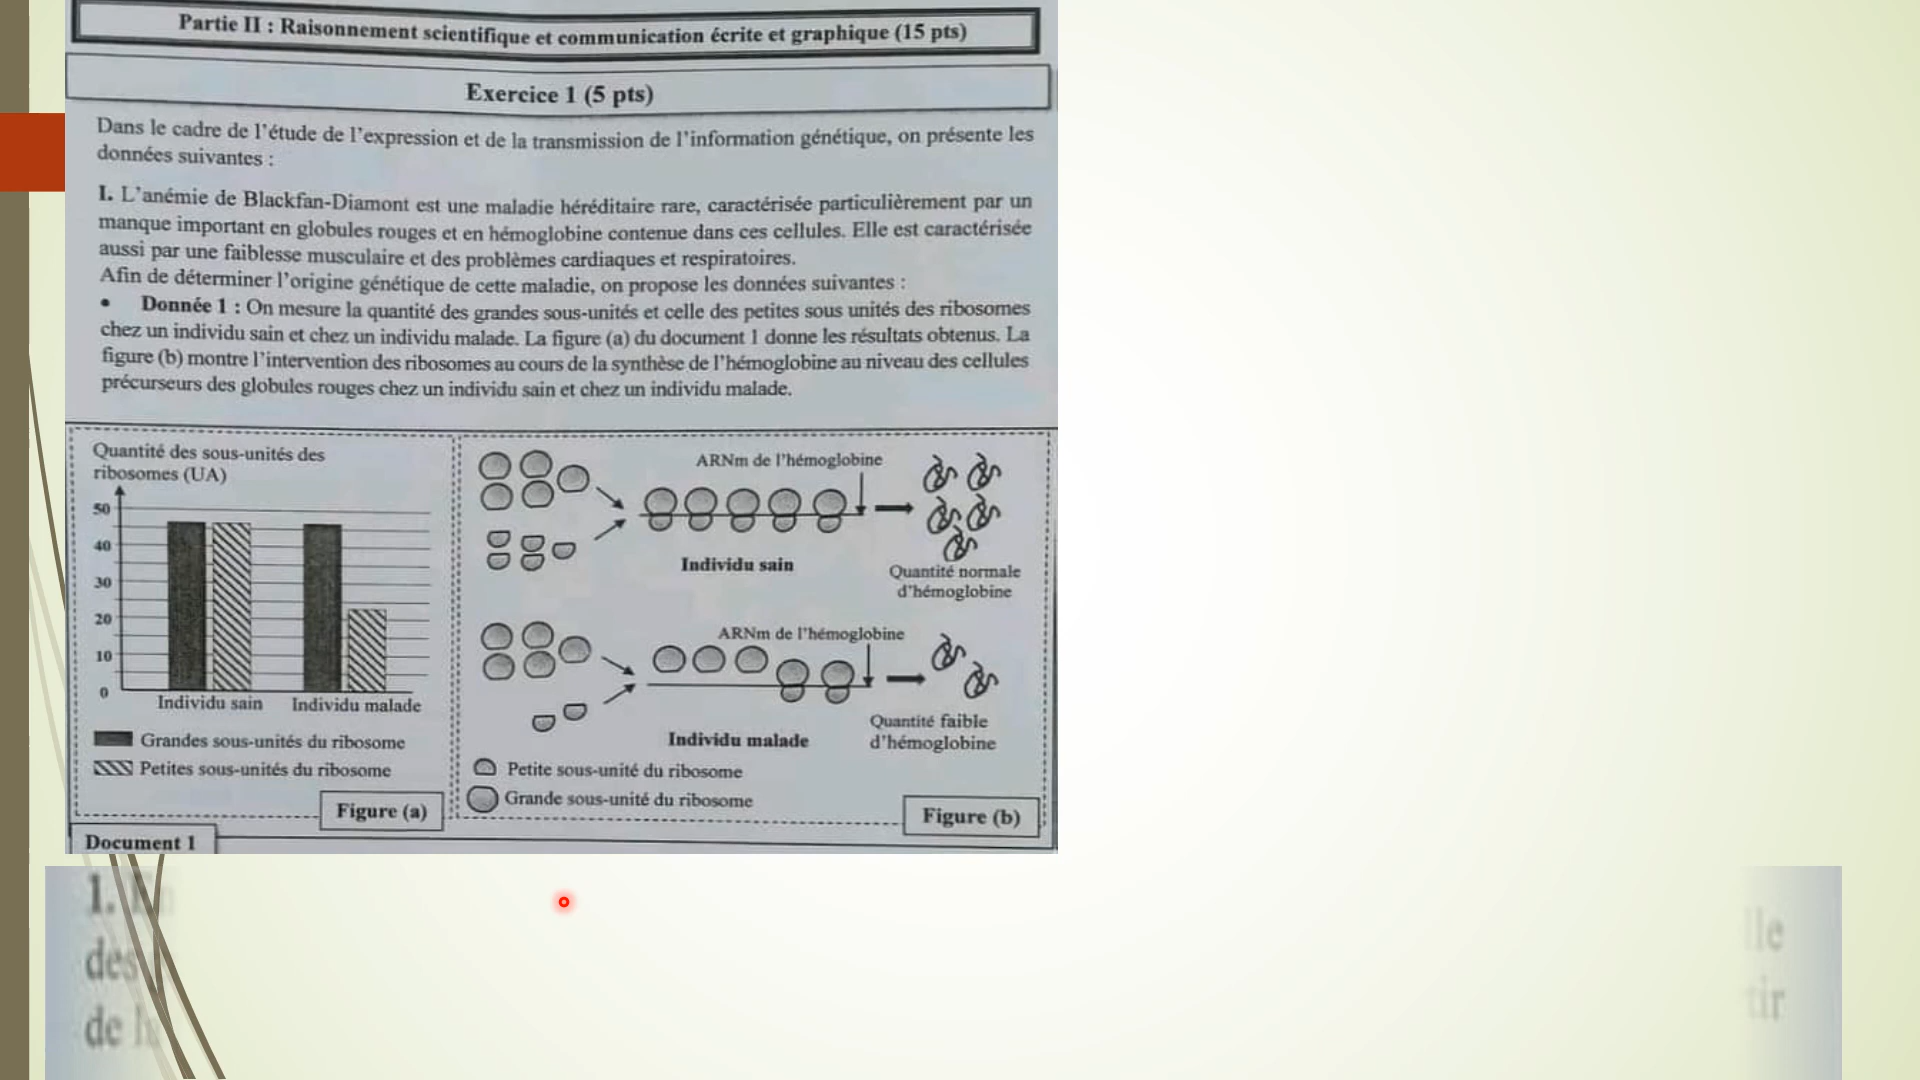 Partie II : Raisonnement scientifique et communication écrite et graphique (15 pts)
Exercice 1 (5 pts)
Dans le cadre de l'étude de l'expression et de la transmission de l'information génétique, on présente les
données suivantes :
I. L'anémie de Blackfan-Diamont est une maladie héréditaire rare, caractérisée particulièrement par un
manque important en globules rouges et en hémoglobine contenue dans ces cellules. Elle est caractérisée
aussi par une faiblesse musculaire et des problèmes cardiaques et respiratoires.
Afin de déterminer l'origine génétique de cette maladie, on propose les données suivantes :
• Donnée 1 : On mesure la quantité des grandes sous-unités et celle des petites sous unités des ribosomes
chez un individu sain et chez un individu malade. La figure (a) du document 1 donne les résultats obtenus. La
figure (b) montre l'intervention des ribosomes au cours de la synthèse de l'hémoglobine au niveau des cellules
précurseurs des globules rouges chez un individu sain et chez un individu malade.
Quantité des sous-unités des
ribosomes (UA)
50
40
30
20
10
0
Individu sain Individu malade
Grandes sous-unités du ribosome
Petites sous-unités du ribosome
Figure (a)
ARNm de l'hémoglobine
Individu sain
Quantité normale
d'hémoglobine
ARNm de l'hémoglobine
Individu malade
Quantité faible
d'hémoglobine
Petite sous-unité du ribosome
Grande sous-unité du ribosome
Figure (b)
Document 1
1.
des
de